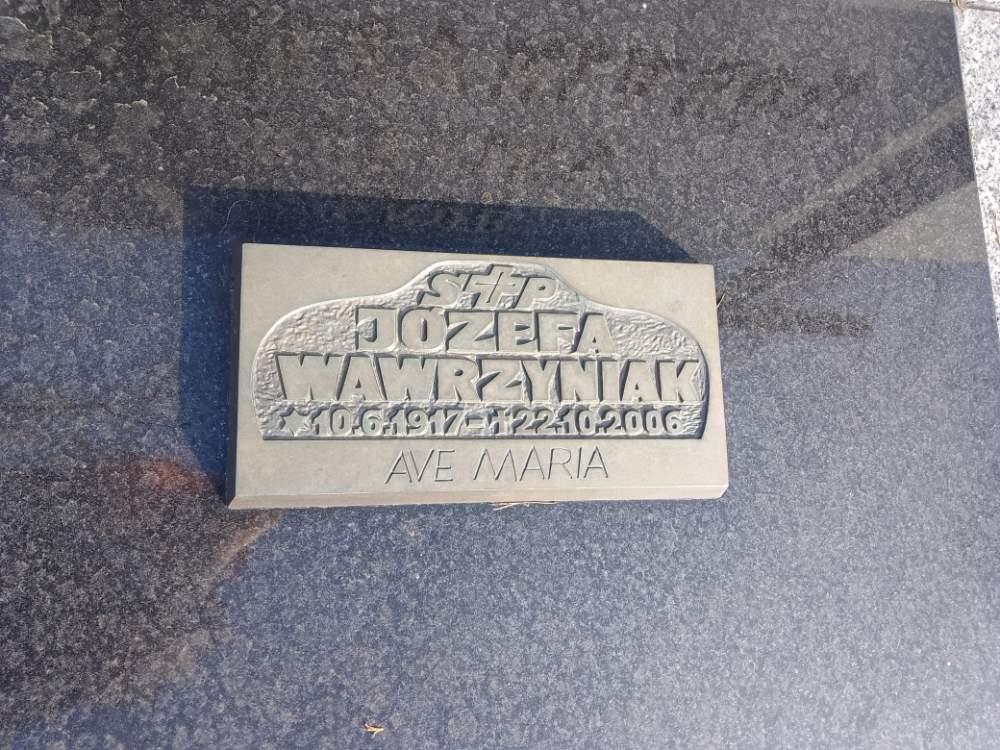 Ś†P
JÓZEFA
WAWRZYNIAK
*10.6.1917-†22.10.2006
AVE MARIA